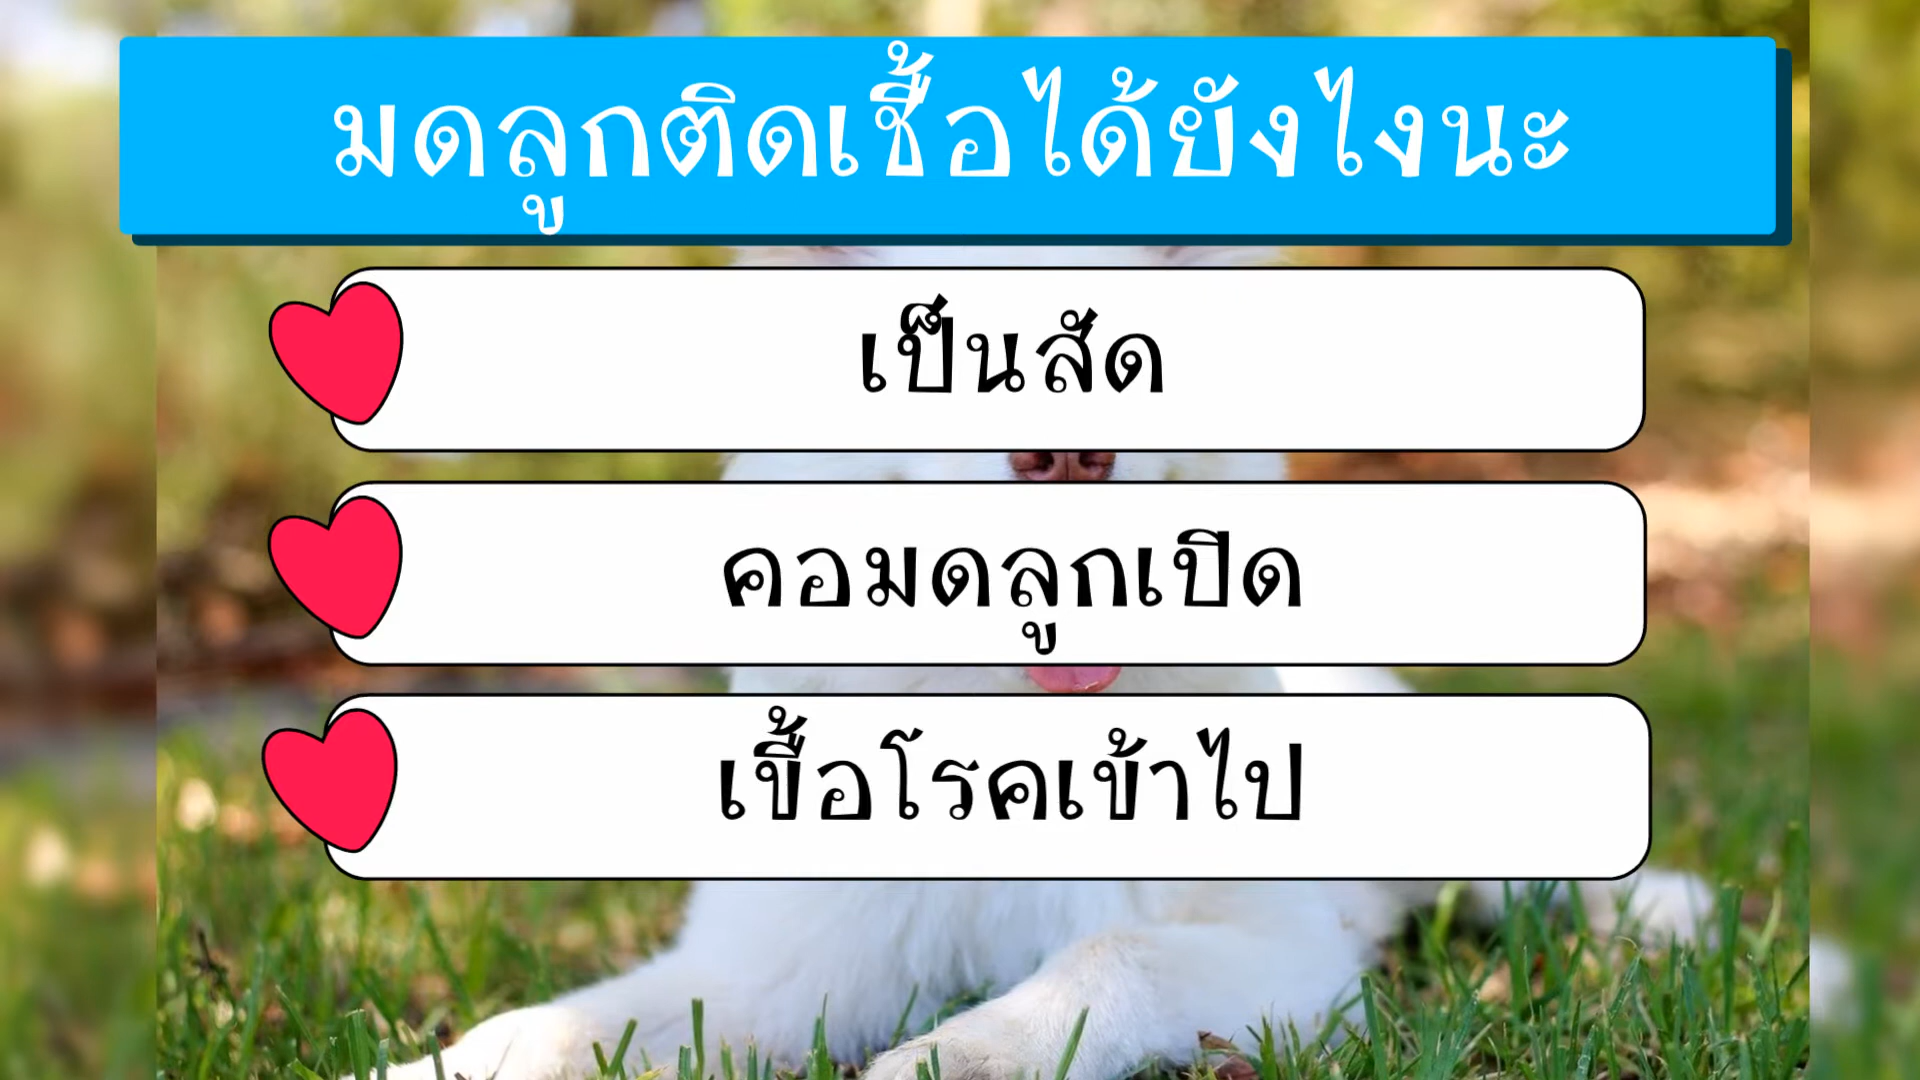 มดลูกติดเชื้อได้ยังไงนะ
เป็นสัด
คอมดลูกเปิด
เขื้อโรคเข้าไป